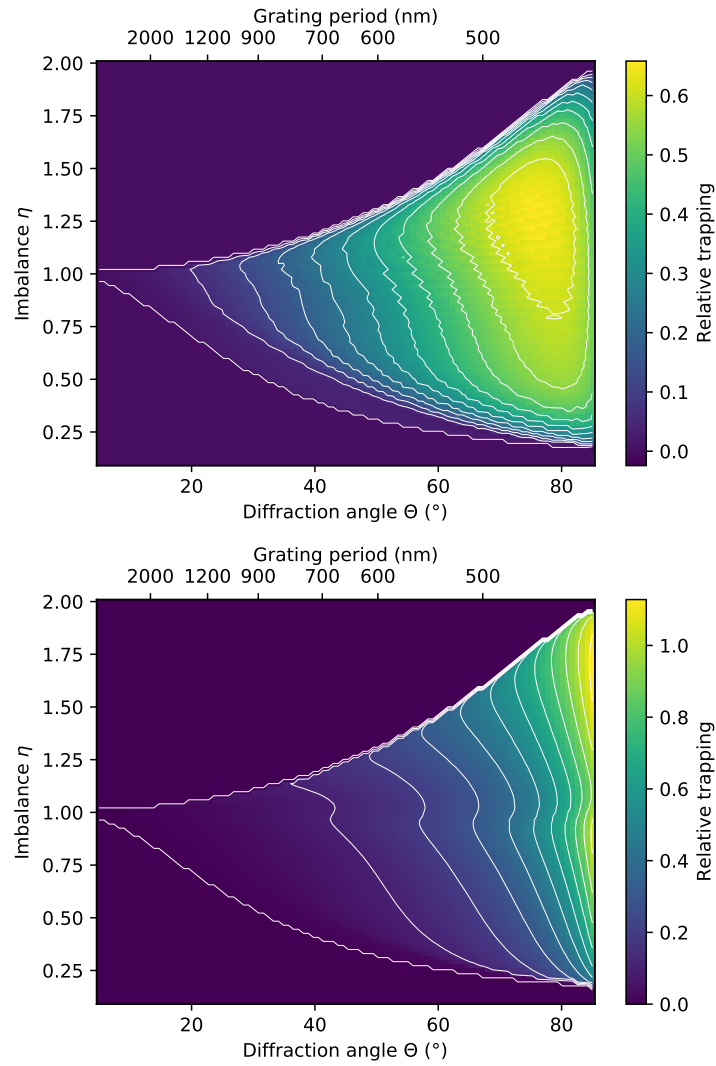 Grating period (nm)
2000 1200 900 700 600 500
2.00
1.75
1.50
1.25
1.00
0.75
0.50
0.25
Imbalance η
20 40 60 80
Diffraction angle Θ (°)
0.6
0.5
0.4
0.3
0.2
0.1
0.0
Relative trapping
Grating period (nm)
2000 1200 900 700 600 500
2.00
1.75
1.50
1.25
1.00
0.75
0.50
0.25
Imbalance η
20 40 60 80
Diffraction angle Θ (°)
1.0
0.8
0.6
0.4
0.2
0.0
Relative trapping